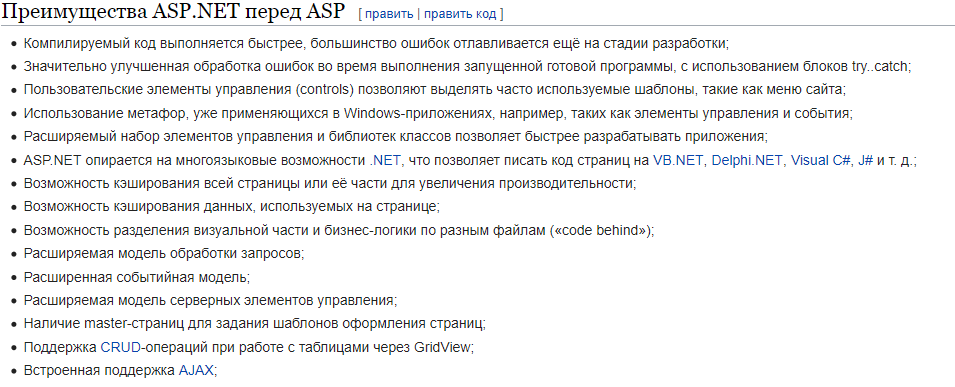 Преимущества ASP.NET перед ASP [ править | править код ]
• Компилируемый код выполняется быстрее, большинство ошибок отлавливается ещё на стадии разработки;
• Значительно улучшенная обработка ошибок во время выполнения запущенной готовой программы, с использованием блоков try..catch;
• Пользовательские элементы управления (controls) позволяют выделять часто используемые шаблоны, такие как меню сайта;
• Использование метафор, уже применяющихся в Windows-приложениях, например, таких как элементы управления и события;
• Расширяемый набор элементов управления и библиотек классов позволяет быстрее разрабатывать приложения;
• ASP.NET опирается на многоязыковые возможности .NET, что позволяет писать код страниц на VB.NET, Delphi.NET, Visual C#, J# и т. д.;
• Возможность кэширования всей страницы или её части для увеличения производительности;
• Возможность кэширования данных, используемых на странице;
• Возможность разделения визуальной части и бизнес-логики по разным файлам («code behind»);
• Расширяемая модель обработки запросов;
• Расширенная событийная модель;
• Расширяемая модель серверных элементов управления;
• Наличие master-страниц для задания шаблонов оформления страниц;
• Поддержка CRUD-операций при работе с таблицами через GridView;
• Встроенная поддержка AJAX;